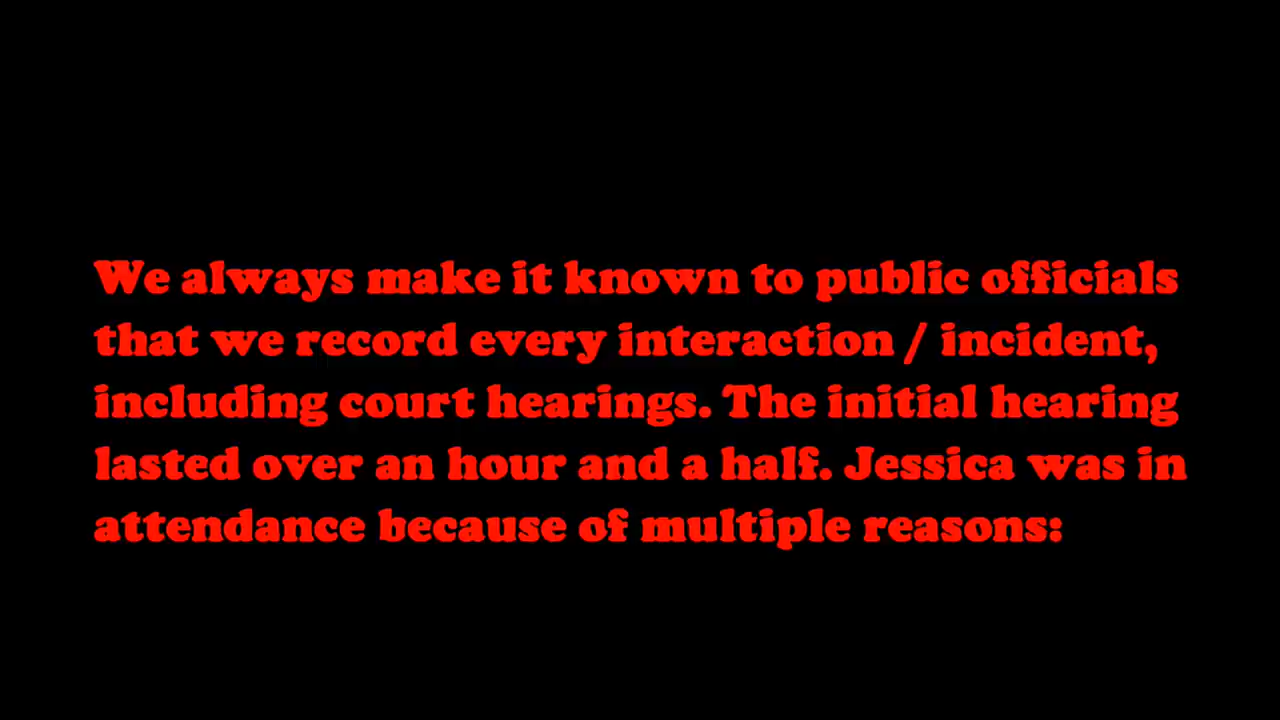 We always make it known to public officials
that we record every interaction / incident,
including court hearings. The initial hearing
lasted over an hour and a half. Jessica was in
attendance because of multiple reasons: